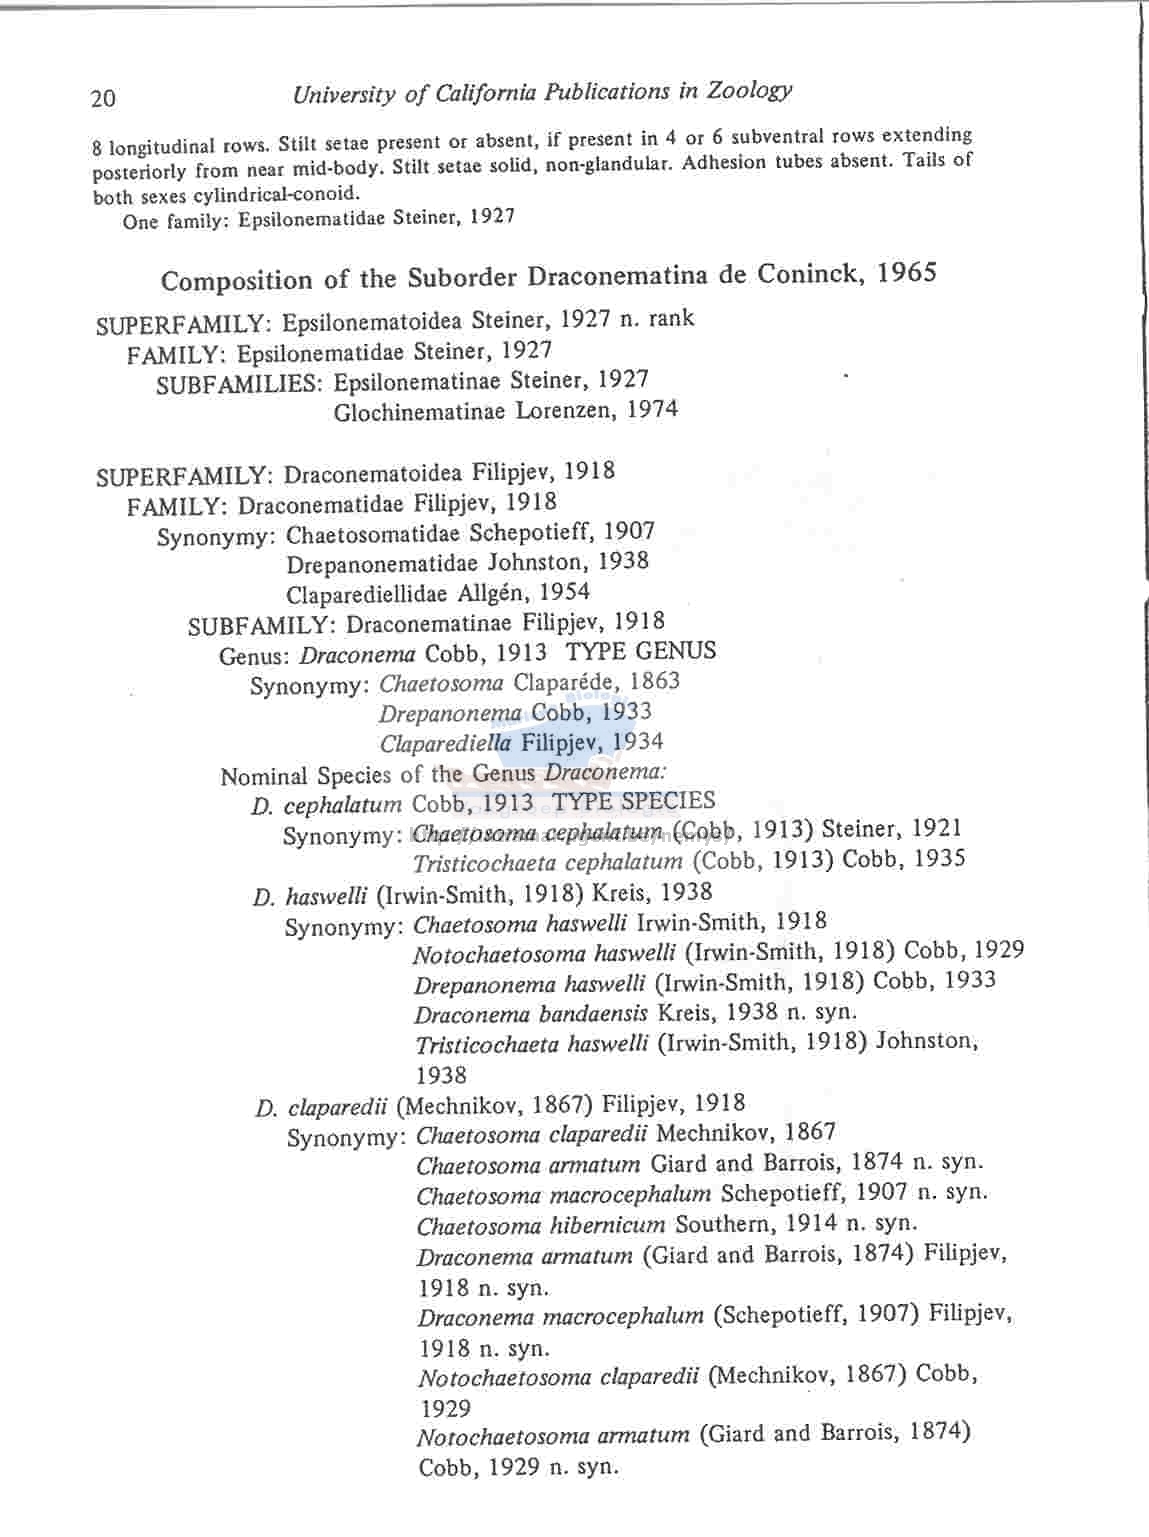 20 University of California Publications in Zoology
8 longitudinal rows. Stilt setae present or absent, if present in 4 or 6 subventral rows extending
posteriorly from near mid-body. Stilt setae solid, non-glandular. Adhesion tubes absent. Tails of
both sexes cylindrical-conoid.
One family: Epsilonematidae Steiner, 1927
Composition of the Suborder Draconematina de Coninck, 1965
SUPERFAMILY: Epsilonematoidea Steiner, 1927 n. rank
FAMILY: Epsilonematidae Steiner, 1927
SUBFAMILIES: Epsilonematinae Steiner, 1927
Glochinematinae Lorenzen, 1974
SUPERFAMILY: Draconematoidea Filipjev, 1918
FAMILY: Draconematidae Filipjev, 1918
Synonymy: Chaetosomatidae Schepotieff, 1907
Drepanonematidae Johnston, 1938
Claparediellidae Allgén, 1954
SUBFAMILY: Draconematinae Filipjev, 1918
Genus: Draconema Cobb, 1913 TYPE GENUS
Synonymy: Chaetosoma Claparéde, 1863
Drepanonema Cobb, 1933
Claparediella Filipjev, 1934
Nominal Species of the Genus Draconema:
D. cephalatum Cobb, 1913 TYPE SPECIES
Synonymy: Chaetosoma cephalatum (Cobb, 1913) Steiner, 1921
Tristicochaeta cephalatum (Cobb, 1913) Cobb, 1935
D. haswelli (Irwin-Smith, 1918) Kreis, 1938
Synonymy: Chaetosoma haswelli Irwin-Smith, 1918
Notochaetosoma haswelli (Irwin-Smith, 1918) Cobb, 1929
Drepanonema haswelli (Irwin-Smith, 1918) Cobb, 1933
Draconema bandaensis Kreis, 1938 n. syn.
Tristicochaeta haswelli (Irwin-Smith, 1918) Johnston,
1938
D. claparedii (Mechnikov, 1867) Filipjev, 1918
Synonymy: Chaetosoma claparedii Mechnikov, 1867
Chaetosoma armatum Giard and Barrois, 1874 n. syn.
Chaetosoma macrocephalum Schepotieff, 1907 n. syn.
Chaetosoma hibernicum Southern, 1914 n. syn.
Draconema armatum (Giard and Barrois, 1874) Filipjev,
1918 n. syn.
Draconema macrocephalum (Schepotieff, 1907) Filipjev,
1918 n. syn.
Notochaetosoma claparedii (Mechnikov, 1867) Cobb,
1929
Notochaetosoma armatum (Giard and Barrois, 1874)
Cobb, 1929 n. syn.